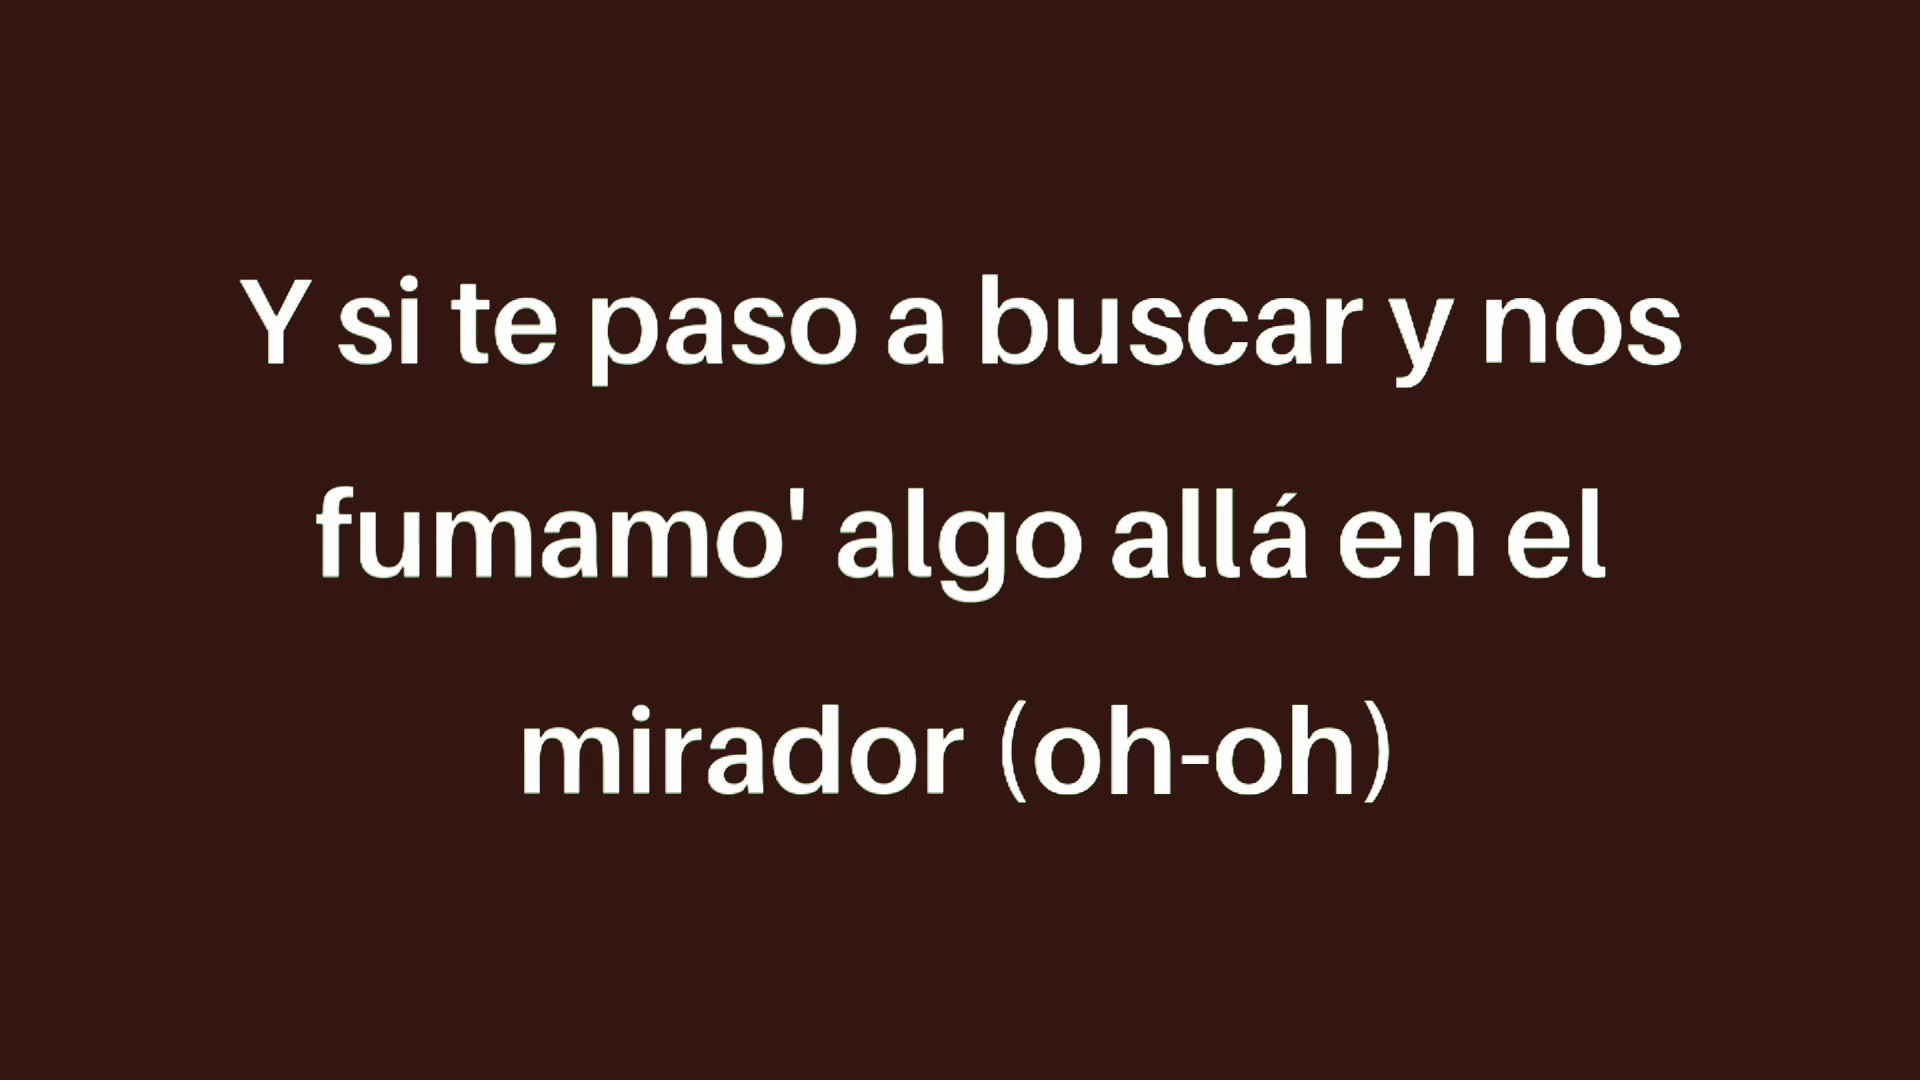 Y si te paso a buscar y nos
fumamo' algo allá en el
mirador (oh-oh)